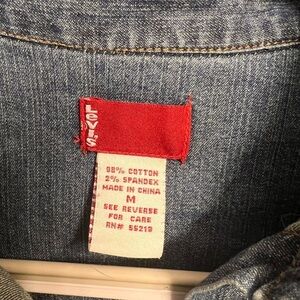 Levi's
98% COTTON
2% SPANDEX
MADE IN CHINA
M
SEE REVERSE
FOR CARE
RN# 55219